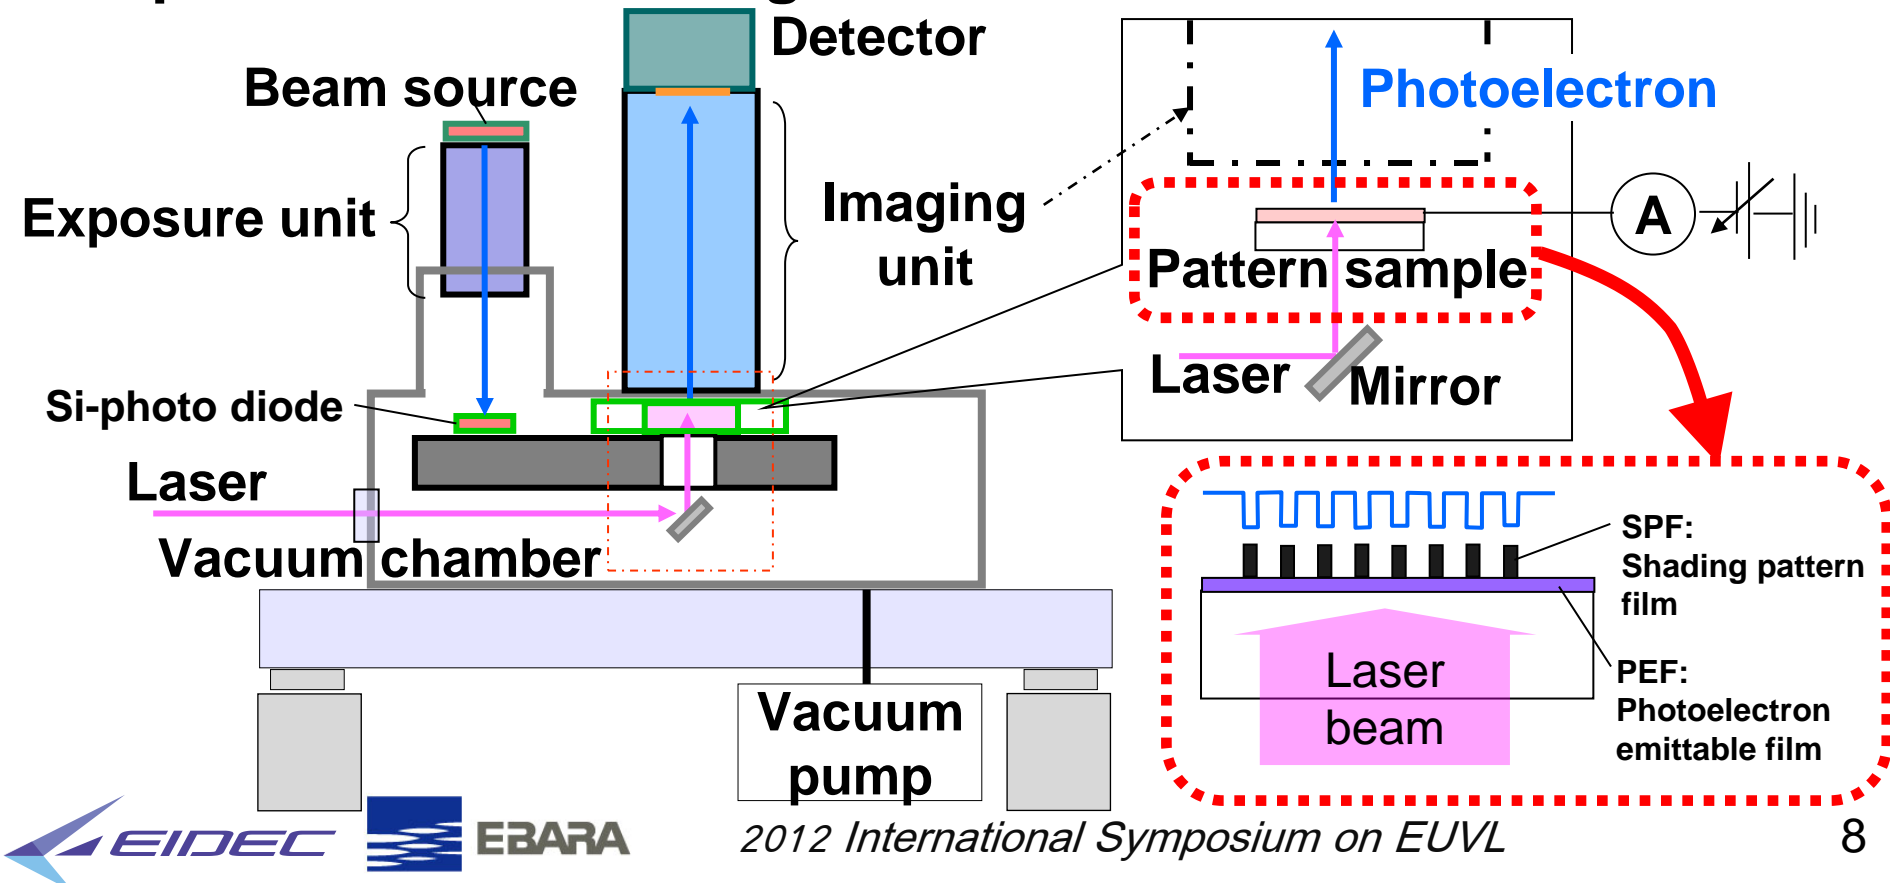 Detector
Beam source
Photoelectron
Exposure unit
Imaging
unit
A
Pattern sample
Laser
Mirror
Si-photo diode
Laser
Vacuum chamber
SPF:
Shading pattern
film
Laser
beam
PEF:
Photoelectron
emittable film
Vacuum
pump
EIDEC
EBARA
2012 International Symposium on EUVL
8